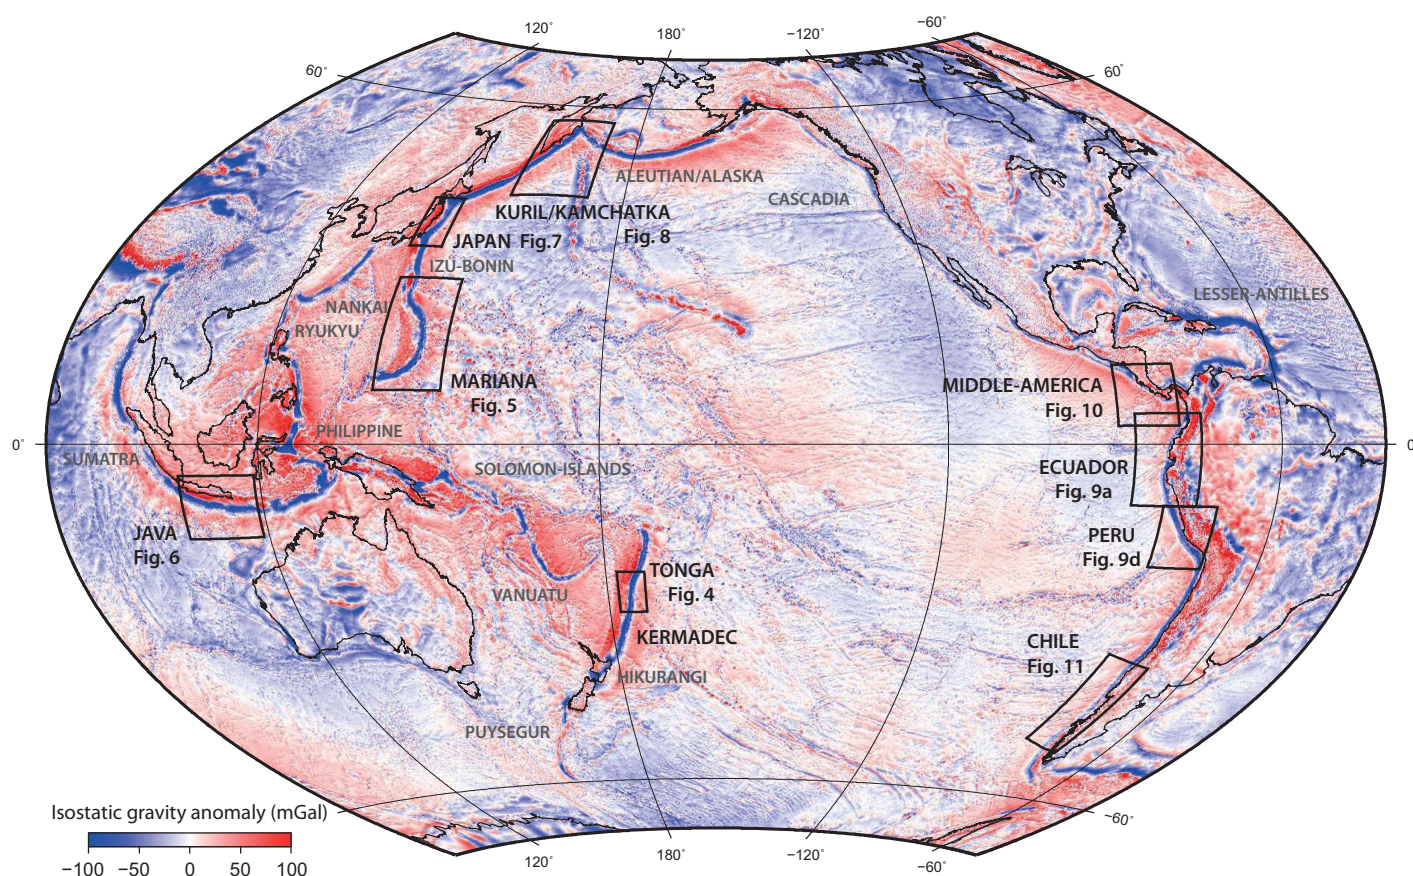 120°
180°
−120°
−60°
60°
60°
ALEUTIAN/ALASKA
CASCADIA
KURIL/KAMCHATKA
Fig. 8
JAPAN Fig.7
IZU-BONIN
NANKAI
RYUKYU
LESSER-ANTILLES
MARIANA
Fig. 5
MIDDLE-AMERICA
Fig. 10
PHILIPPINE
0°
0
SUMATRA
SOLOMON-ISLANDS
ECUADOR
Fig. 9a
JAVA
Fig. 6
PERU
Fig. 9d
TONGA
Fig. 4
VANUATU
KERMADEC
CHILE
Fig. 11
HIKURANGI
PUYSEGUR
Isostatic gravity anomaly (mGal)
−100 −50 0 50 100
−60°
120°
180°
−120°
−60°